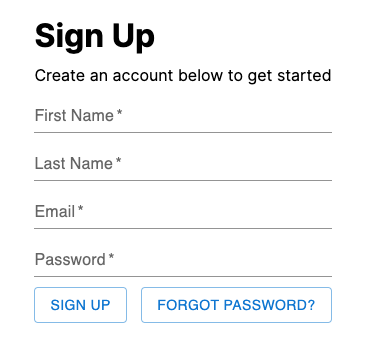 Sign Up
Create an account below to get started
First Name *
Last Name *
Email *
Password *
SIGN UP FORGOT PASSWORD?